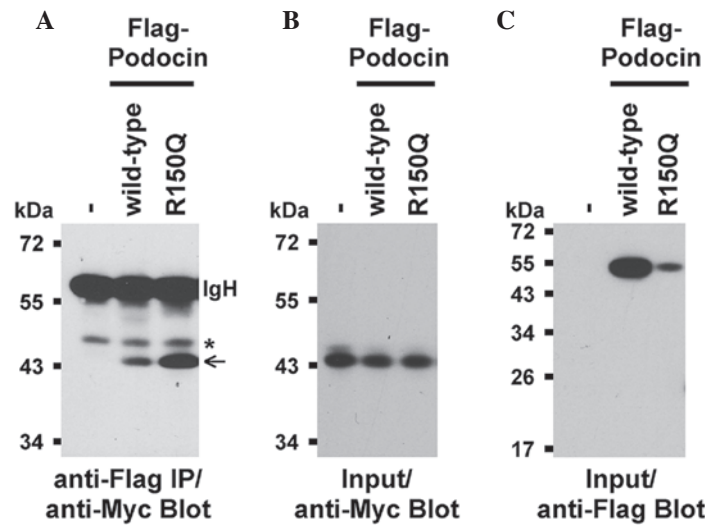 A
Flag-
Podocin
-
wild-type
R150Q
kDa
72
55
43
34
IgH
*
←
anti-Flag IP/
anti-Myc Blot
B
Flag-
Podocin
-
wild-type
R150Q
kDa
72
55
43
34
Input/
anti-Myc Blot
C
Flag-
Podocin
-
wild-type
R150Q
kDa
72
55
43
34
26
17
Input/
anti-Flag Blot